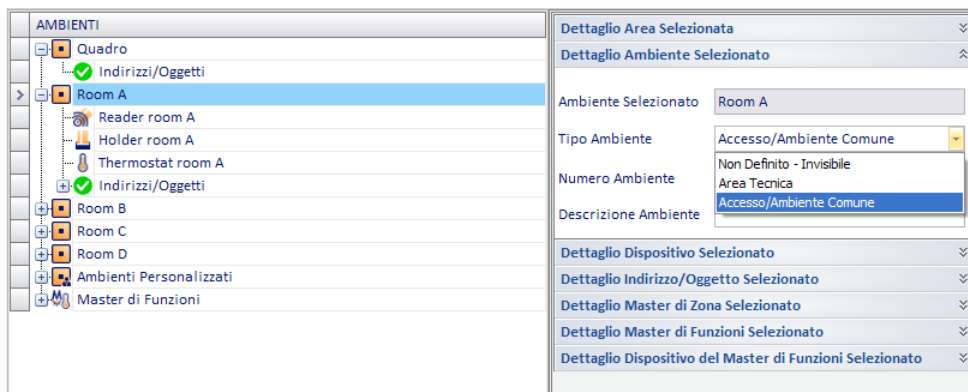 AMBIENTI
Quadro
Indirizzi/Oggetti
Room A
Reader room A
Holder room A
Thermostat room A
Indirizzi/Oggetti
Room B
Room C
Room D
Ambienti Personalizzati
Master di Funzioni
Dettaglio Area Selezionata
Dettaglio Ambiente Selezionato
Ambiente Selezionato Room A
Tipo Ambiente Accesso/Ambiente Comune
Non Definito - Invisibile
Area Tecnica
Accesso/Ambiente Comune
Numero Ambiente
Descrizione Ambiente
Dettaglio Dispositivo Selezionato
Dettaglio Indirizzo/Oggetto Selezionato
Dettaglio Master di Zona Selezionato
Dettaglio Master di Funzioni Selezionato
Dettaglio Dispositivo del Master di Funzioni Selezionato